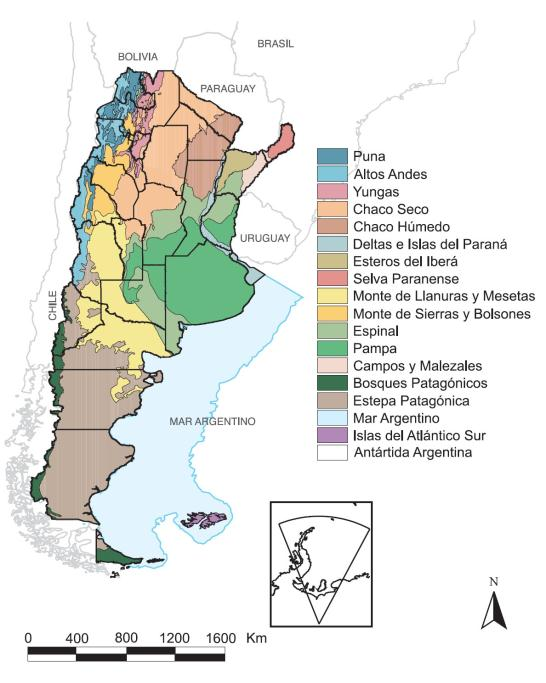 BOLIVIA
BRASIL
PARAGUAY
URUGUAY
CHILE
MAR ARGENTINO
Puna
Altos Andes
Yungas
Chaco Seco
Chaco Húmedo
Deltas e Islas del Paraná
Esteros del Iberá
Selva Paranense
Monte de Llanuras y Mesetas
Monte de Sierras y Bolsones
Espinal
Pampa
Campos y Malezales
Bosques Patagónicos
Estepa Patagónica
Mar Argentino
Islas del Atlántico Sur
Antártida Argentina
N
0 400 800 1200 1600 Km